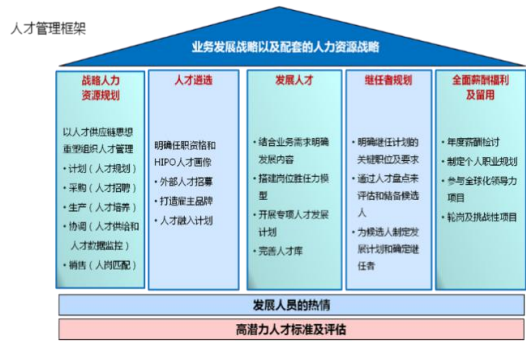 人才管理框架
业务发展战略以及配套的人力资源战略
战略人力
资源规划
以人才供应链思想
重塑组织人才管理
• 计划（人才规划）
• 采购（人才招聘）
• 生产（人才培养）
• 协调（人才供给和
人才数据监控）
• 销售（人岗匹配）
人才遴选
明确任职资格和
HIPO人才画像
• 外部人才招募
• 打造雇主品牌
• 人才融入计划
发展人才
• 结合业务需求明确
发展内容
• 搭建岗位胜任力模
型
• 开展专项人才发展
计划
• 完善人才库
继任者规划
• 明确继任计划的
关键职位及要求
• 通过人才盘点来
评估和储备候选
人
• 为候选人制定发
展计划和确定继
任者
全面薪酬福利
及留用
• 年度薪酬检讨
• 制定个人职业规划
• 参与全球化领导力
项目
• 轮岗及挑战性项目
发展人员的热情
高潜力人才标准及评估